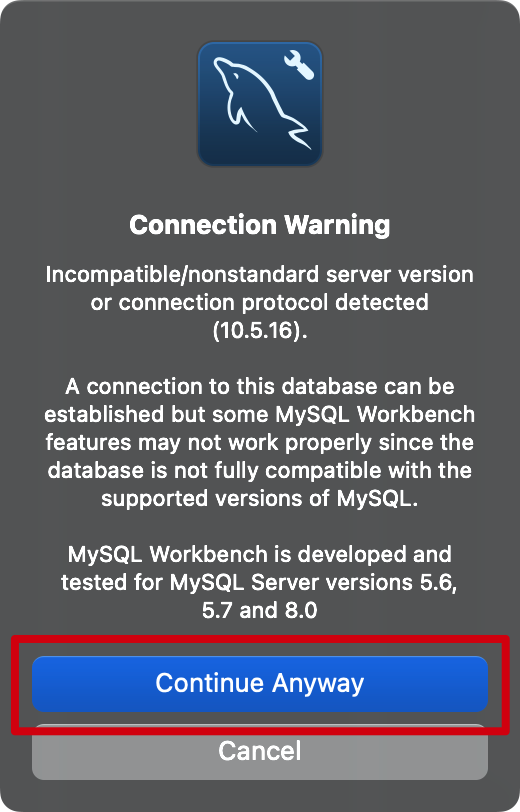 Connection Warning
Incompatible/nonstandard server version
or connection protocol detected
(10.5.16).
A connection to this database can be
established but some MySQL Workbench
features may not work properly since the
database is not fully compatible with the
supported versions of MySQL.
MySQL Workbench is developed and
tested for MySQL Server versions 5.6,
5.7 and 8.0
Continue Anyway
Cancel